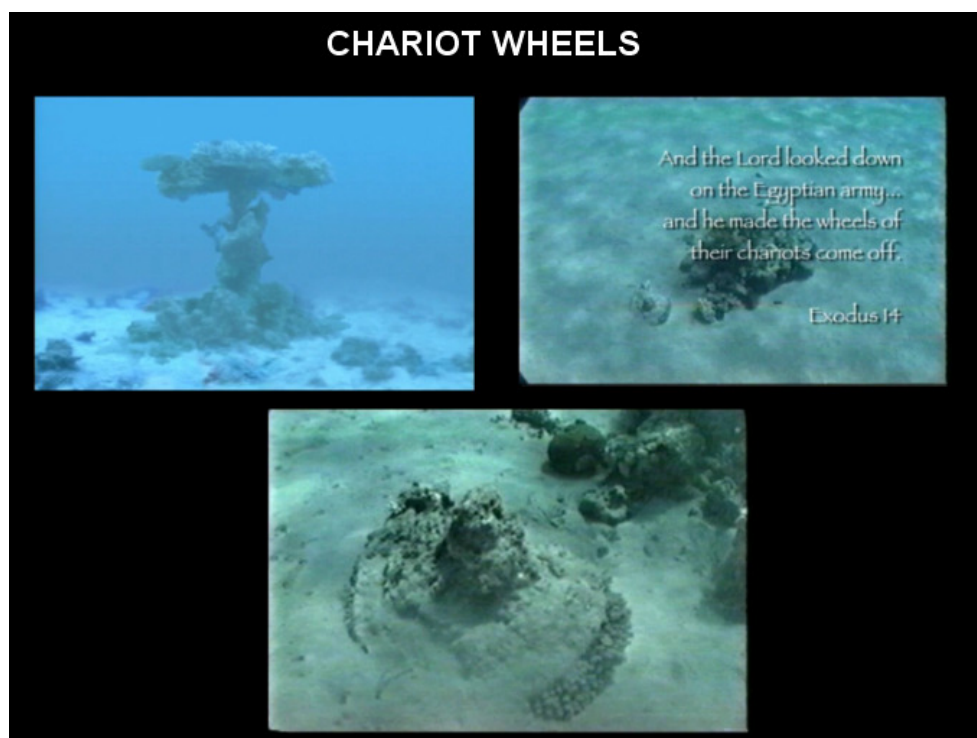 CHARIOT WHEELS
And the Lord looked down
on the Egyptian army...
and he made the wheels of
their chariots come off.
Exodus 14